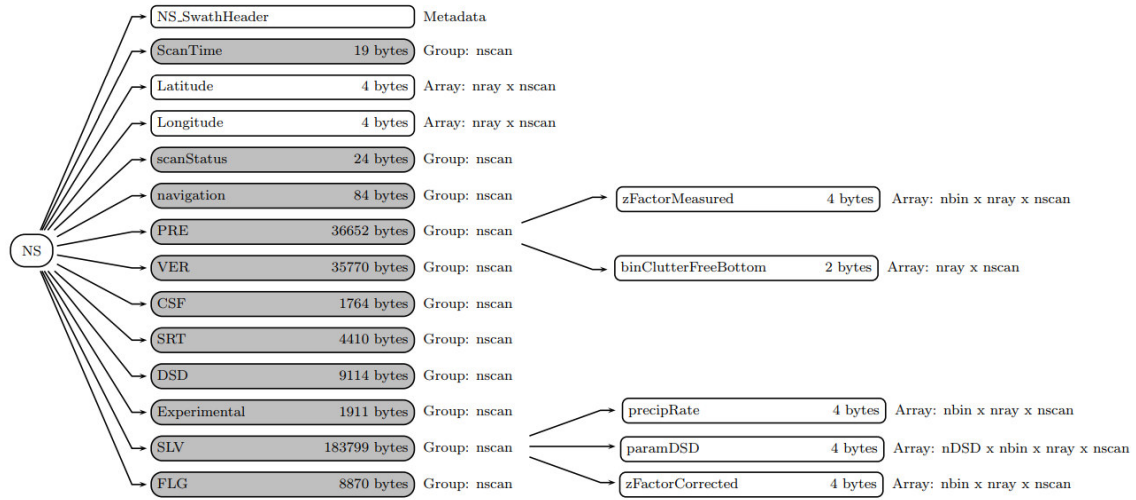 NS_SwathHeader Metadata
ScanTime 19 bytes Group: nscan
Latitude 4 bytes Array: nray x nscan
Longitude 4 bytes Array: nray x nscan
scanStatus 24 bytes Group: nscan
navigation 84 bytes Group: nscan
zFactorMeasured 4 bytes Array: nbin x nray x nscan
PRE 36652 bytes Group: nscan
NS
VER 35770 bytes Group: nscan
binClutterFreeBottom 2 bytes Array: nray x nscan
CSF 1764 bytes Group: nscan
SRT 4410 bytes Group: nscan
DSD 9114 bytes Group: nscan
Experimental 1911 bytes Group: nscan
precipRate 4 bytes Array: nbin x nray x nscan
SLV 183799 bytes Group: nscan
paramDSD 4 bytes Array: nDSD x nbin x nray x nscan
FLG 8870 bytes Group: nscan
zFactorCorrected 4 bytes Array: nbin x nray x nscan